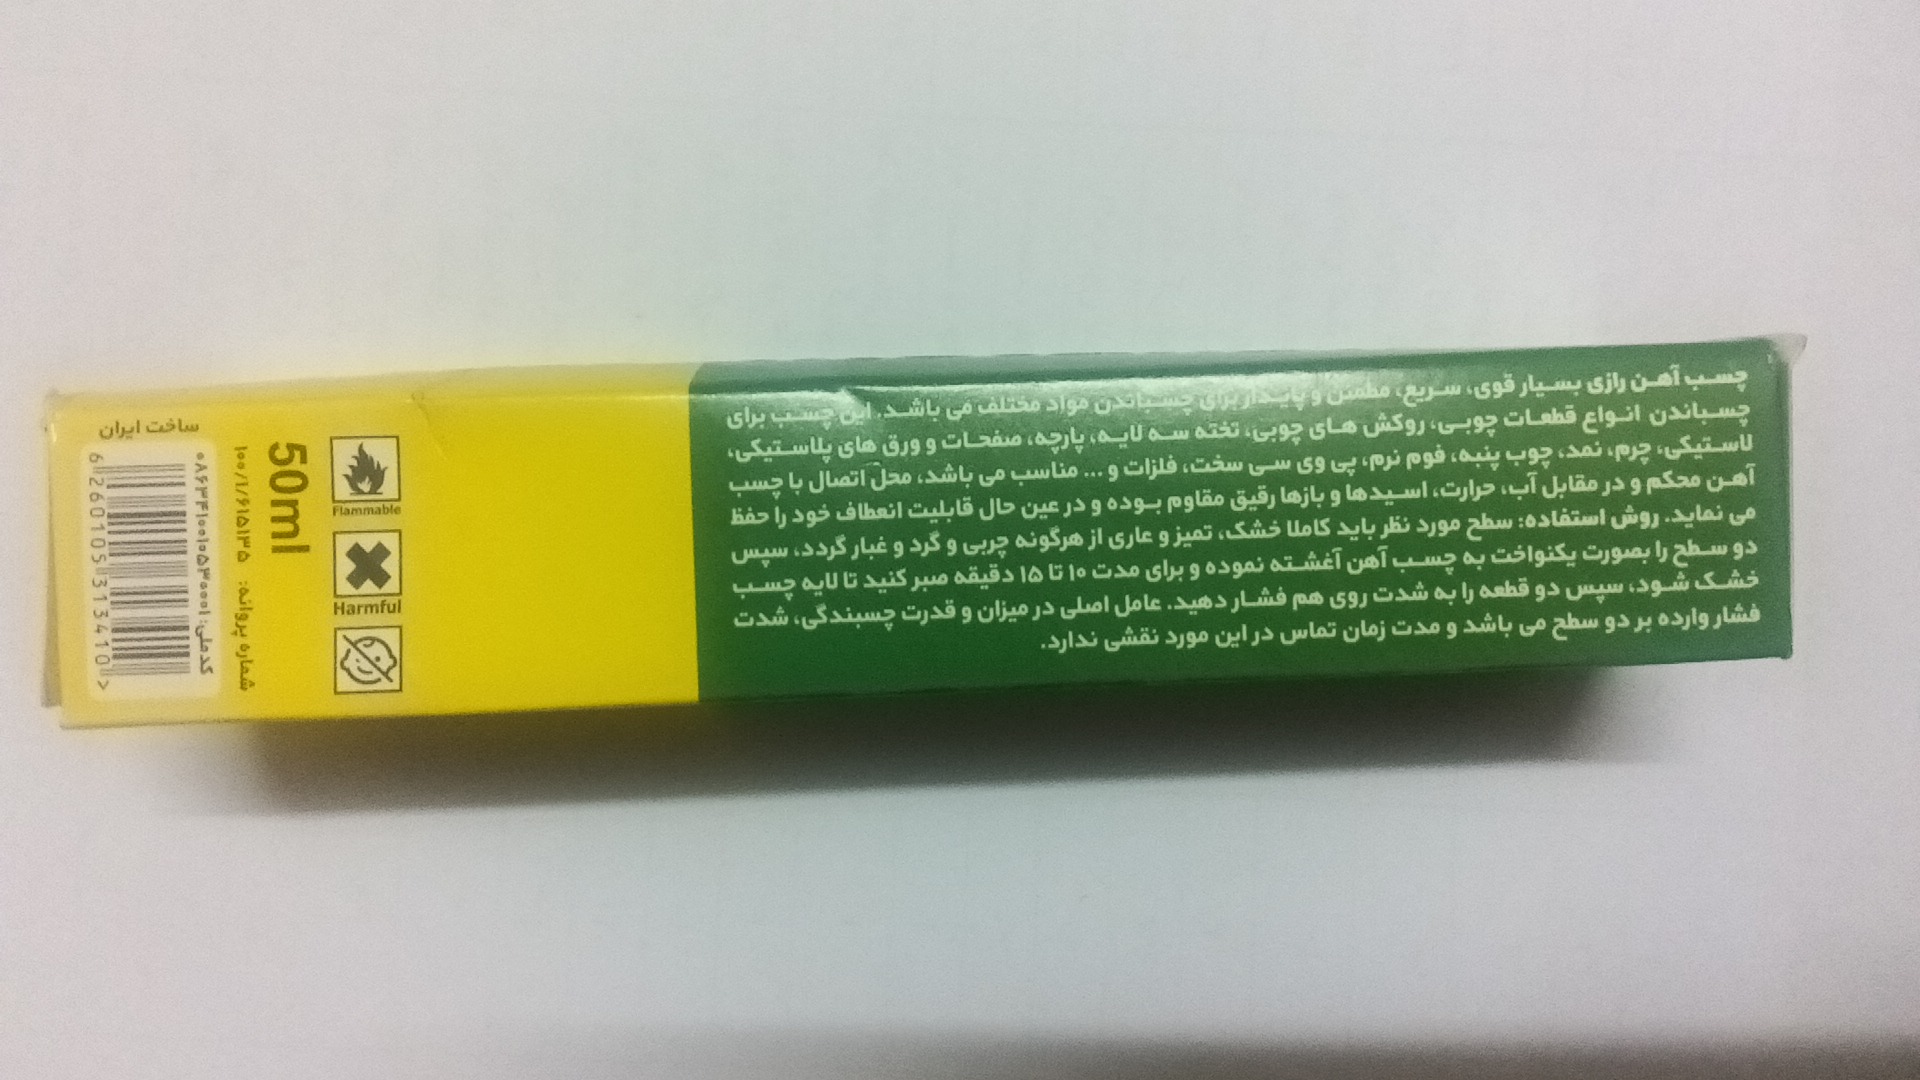 چسب آهن رازی بسیار قوی، سریع، مطمئن و پایدار برای چسباندن مواد مختلف می باشد. این چسب برای
چسباندن انواع قطعات چوبی، روکش های چوبی، تخته سه لایه، پارچه، صفحات و ورق های پلاستیکی،
لاستیکی، چرم، نمد، چوب پنبه، فوم نرم، پی وی سی سخت، فلزات و ... مناسب می باشد، محل اتصال با چسب
آهن محکم و در مقابل آب، حرارت، اسیدها و بازها رقیق مقاوم بوده و در عین حال قابلیت انعطاف خود را حفظ
می نماید. روش استفاده: سطح مورد نظر باید کاملا خشک، تمیز و عاری از هرگونه چربی و گرد و غبار گردد، سپس
دو سطح را بصورت یکنواخت به چسب آهن آغشته نموده و برای مدت ۱۰ تا ۱۵ دقیقه صبر کنید تا لایه چسب
خشک شود، سپس دو قطعه را به شدت روی هم فشار دهید. عامل اصلی در میزان و قدرت چسبندگی، شدت
فشار وارده بر دو سطح می باشد و مدت زمان تماس در این مورد نقشی ندارد.
Flammable
Harmful
50ml
شماره پروانه: ۱۰۰/۱/۶۱۵۱۳۵
کدملی: ۰۸۶۳۴۱۰۰۱۰۵۳۰۰۰۰۱
6 260105 313410 >
ساخت ایران